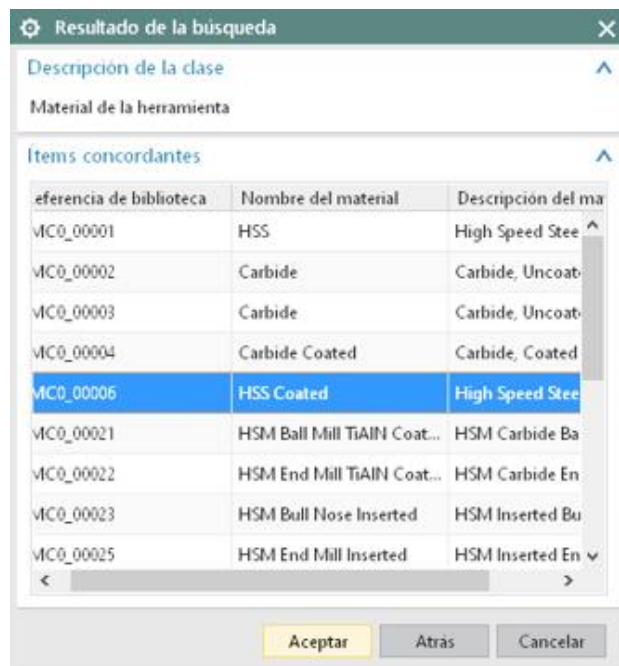 Resultado de la búsqueda
Descripción de la clase
Material de la herramienta
Ítems concordantes
eferencia de biblioteca Nombre del material Descripción del ma
MC0_00001 HSS High Speed Stee
MC0_00002 Carbide Carbide, Uncoat
MC0_00003 Carbide Carbide, Uncoat
MC0_00004 Carbide Coated Carbide, Coated
MC0_00006 HSS Coated High Speed Stee
MC0_00021 HSM Ball Mill TiAlN Coat... HSM Carbide Ba
MC0_00022 HSM End Mill TiAlN Coat... HSM Carbide En
MC0_00023 HSM Bull Nose Inserted HSM Inserted Bu
MC0_00025 HSM End Mill Inserted HSM Inserted En
Aceptar Atrás Cancelar